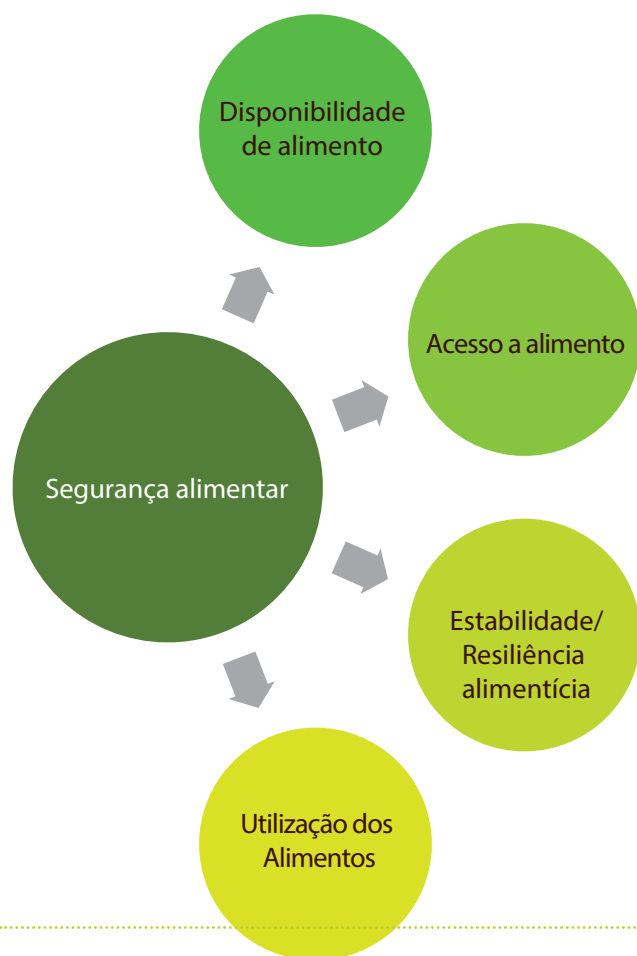 Disponibilidade
de alimento
Acesso a alimento
Segurança alimentar
Estabilidade/
Resiliência
alimentícia
Utilização dos
Alimentos